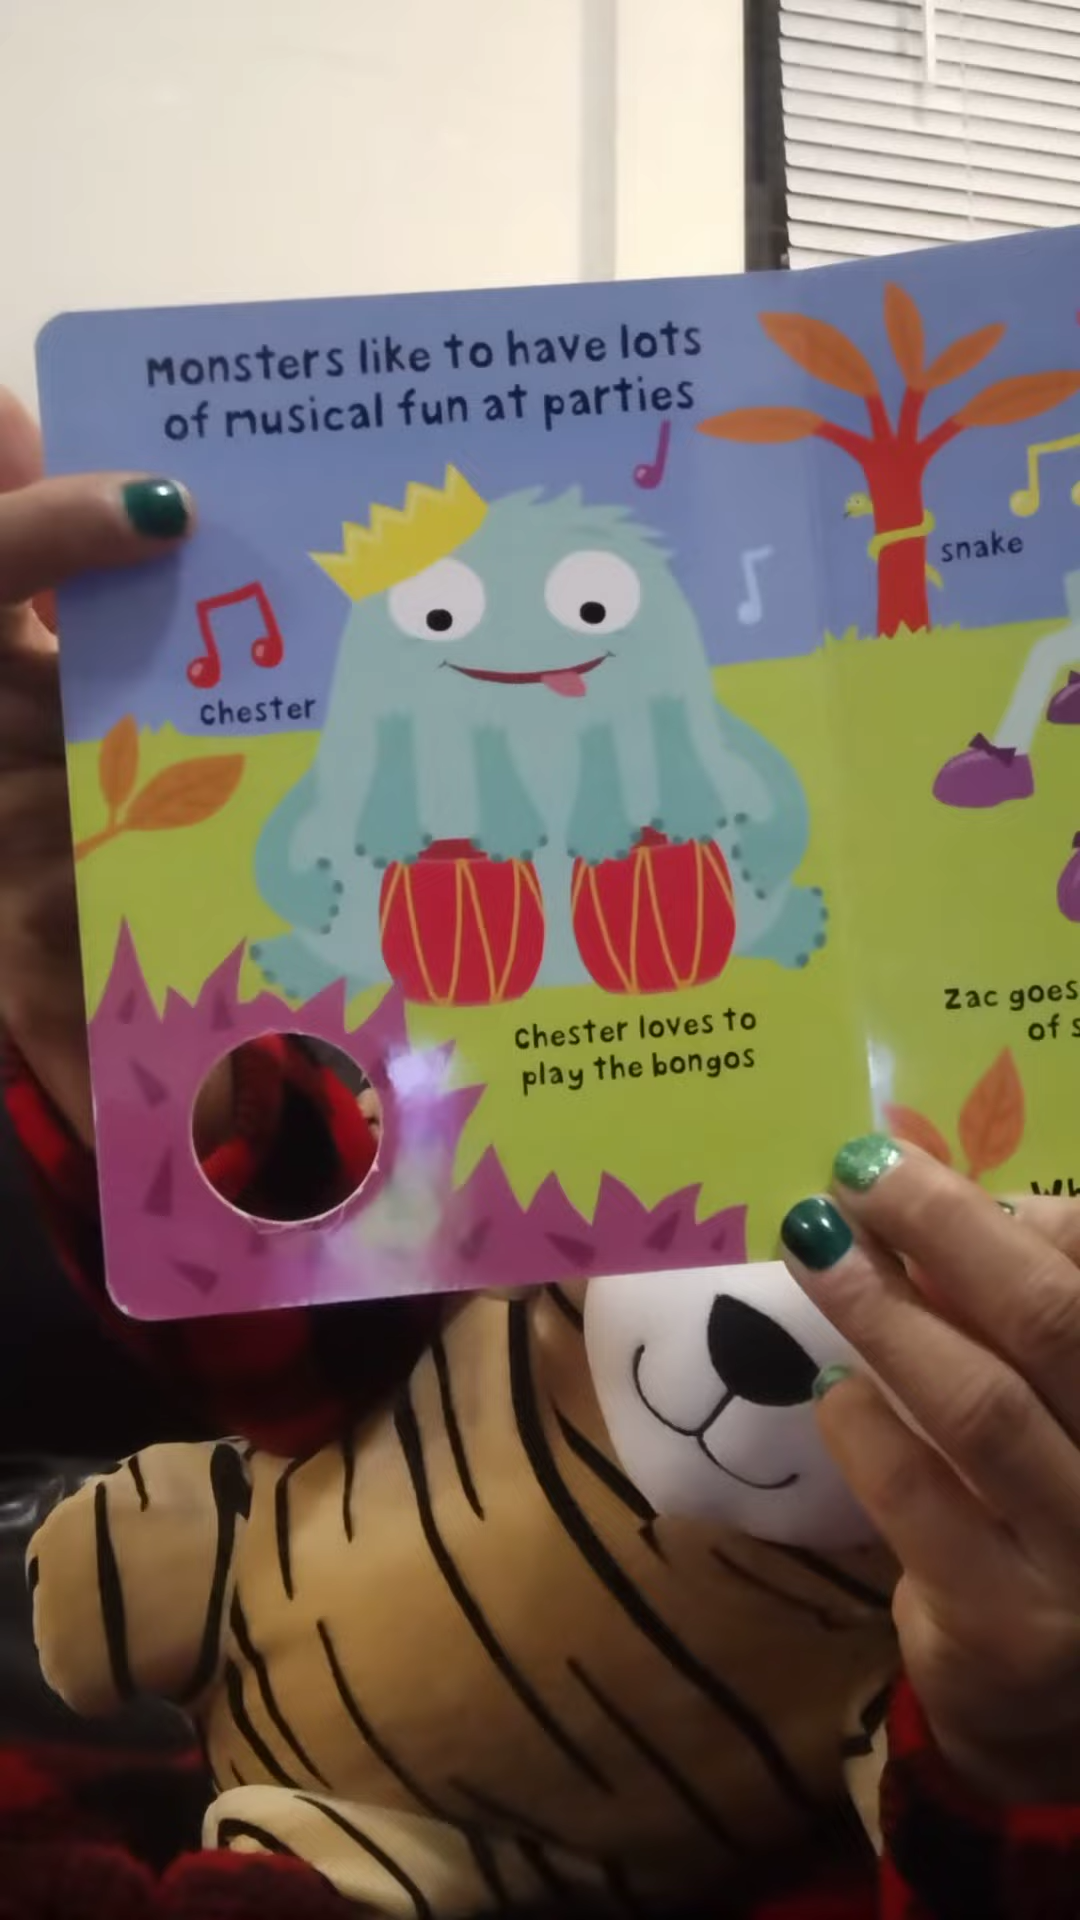 Monsters like to have lots
of musical fun at parties
chester
chester loves to
play the bongos
snake
Zac goes
of